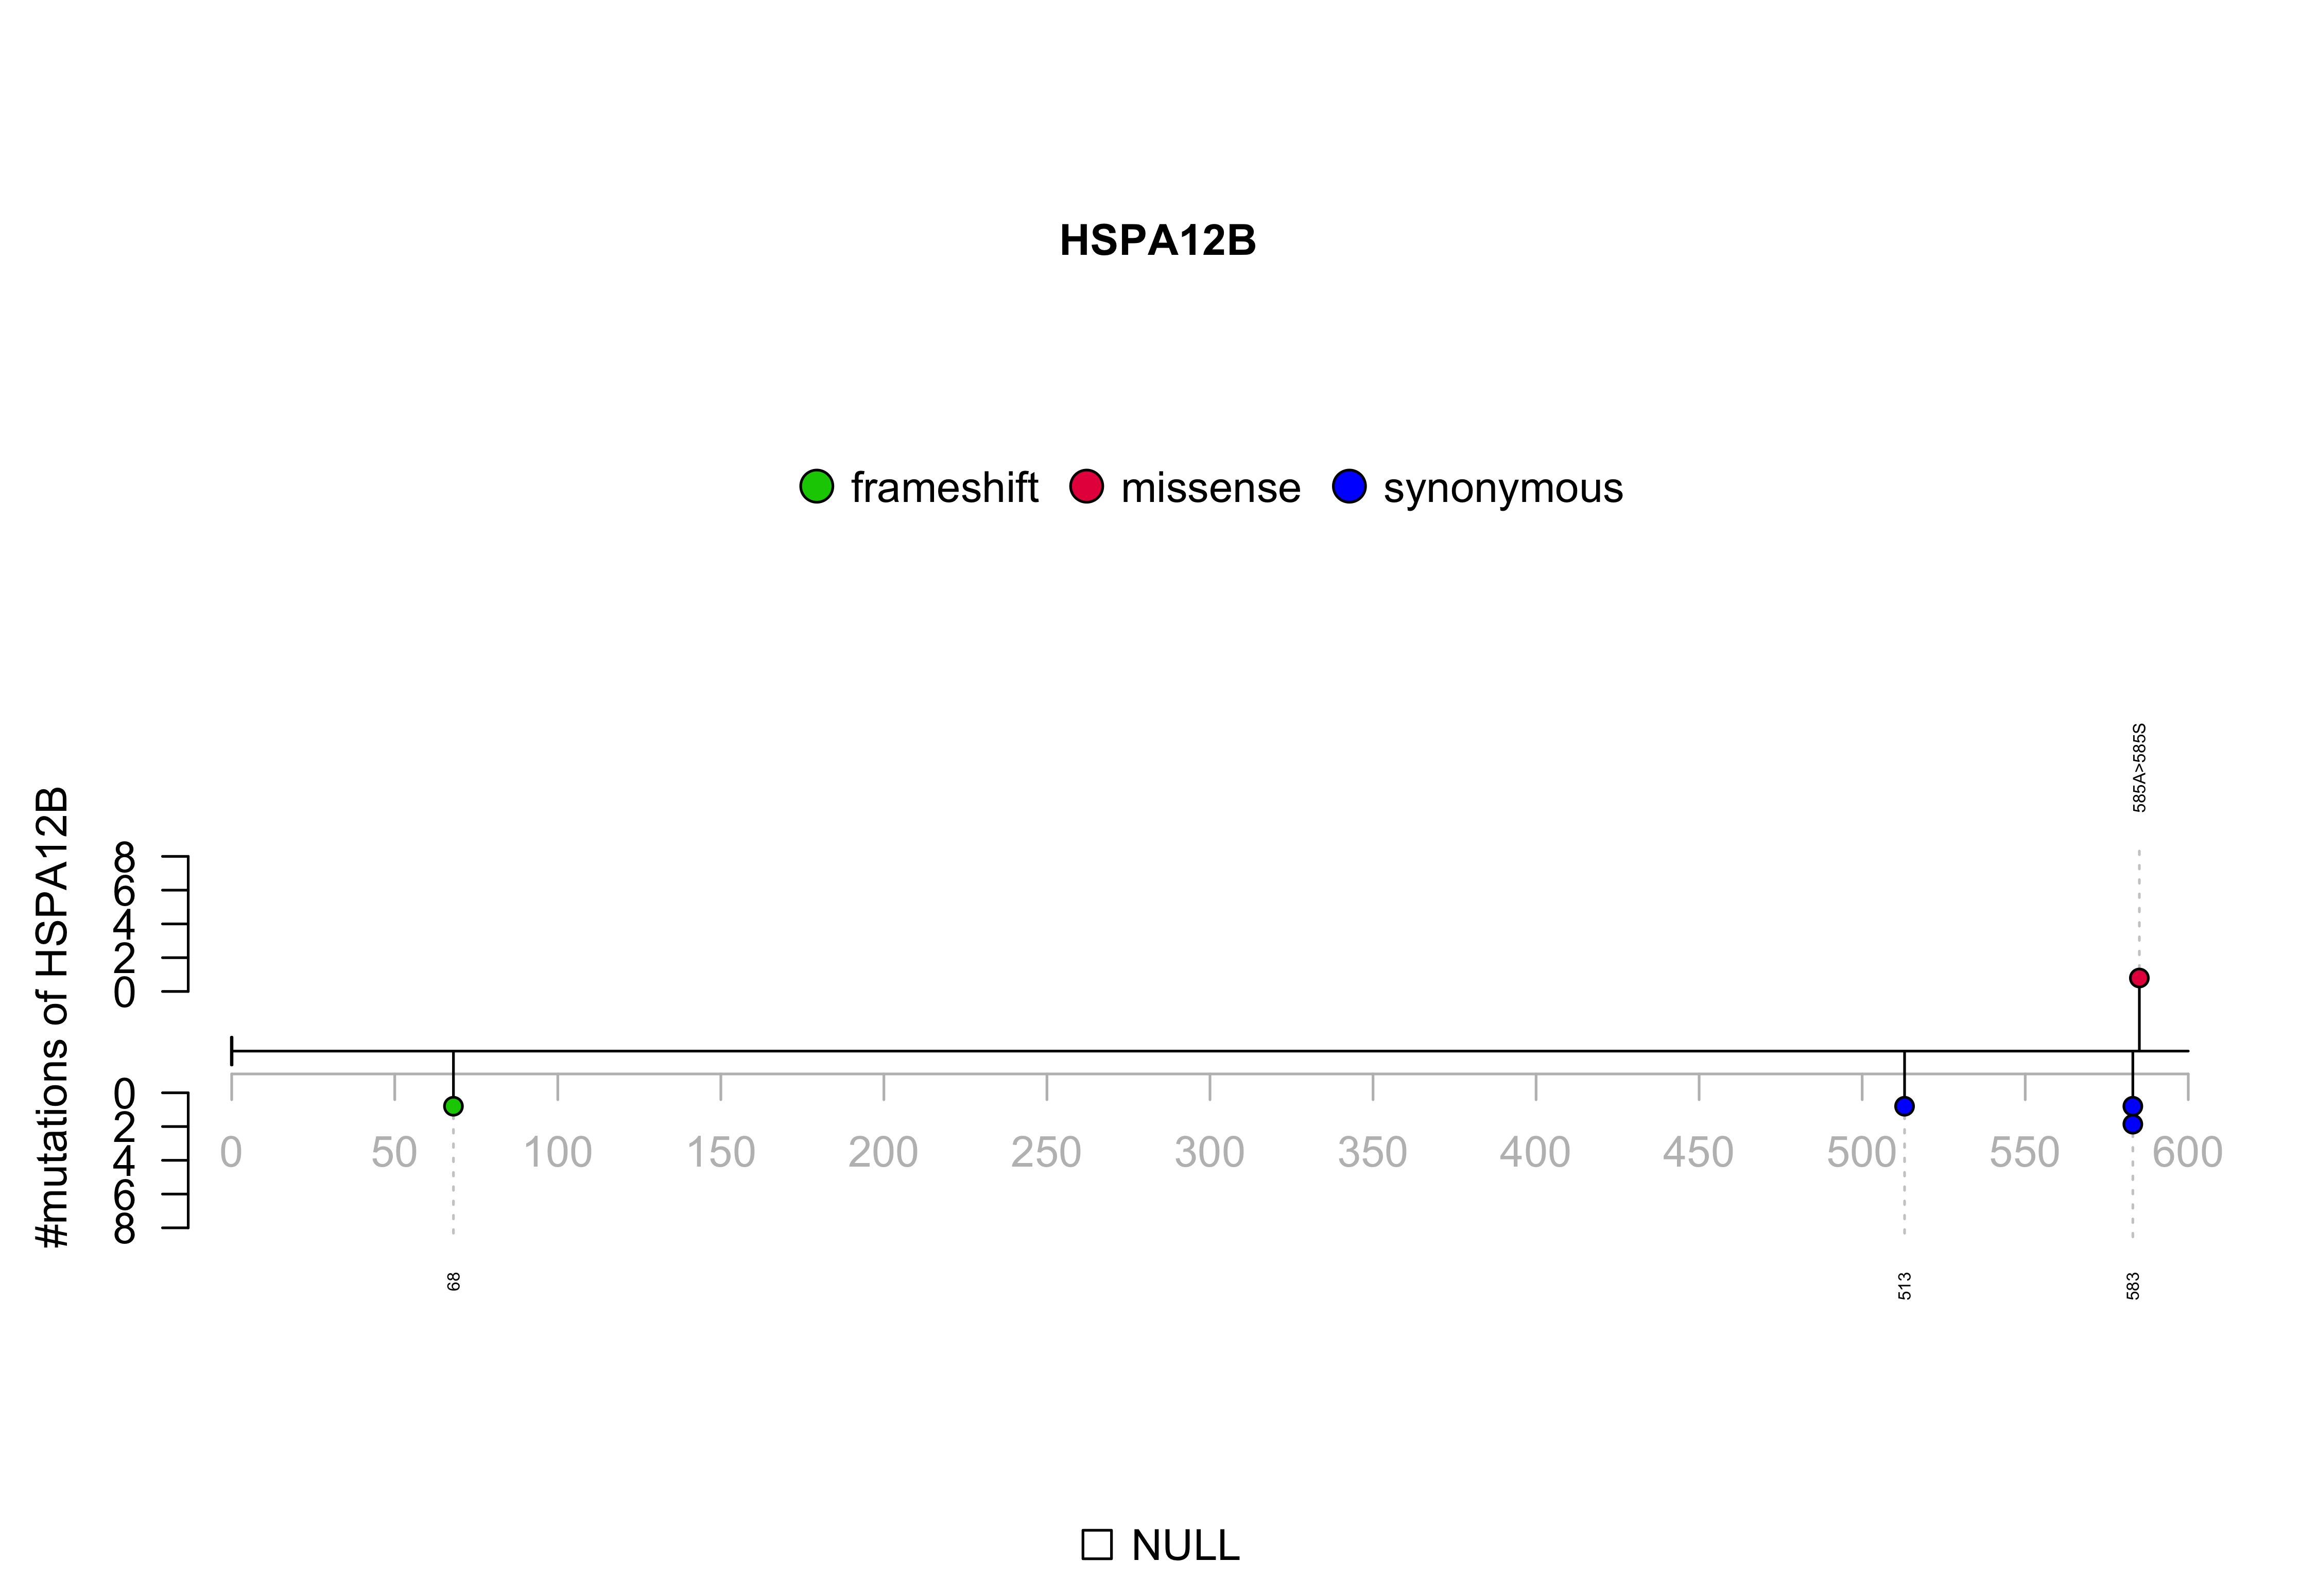 HSPA12B
frameshift missense synonymous
585A>585S
#mutations of HSPA12B
8
6
4
2
0
0
2
4
6
8
0 50 100 150 200 250 300 350 400 450 500 550 600
68 513 583
NULL